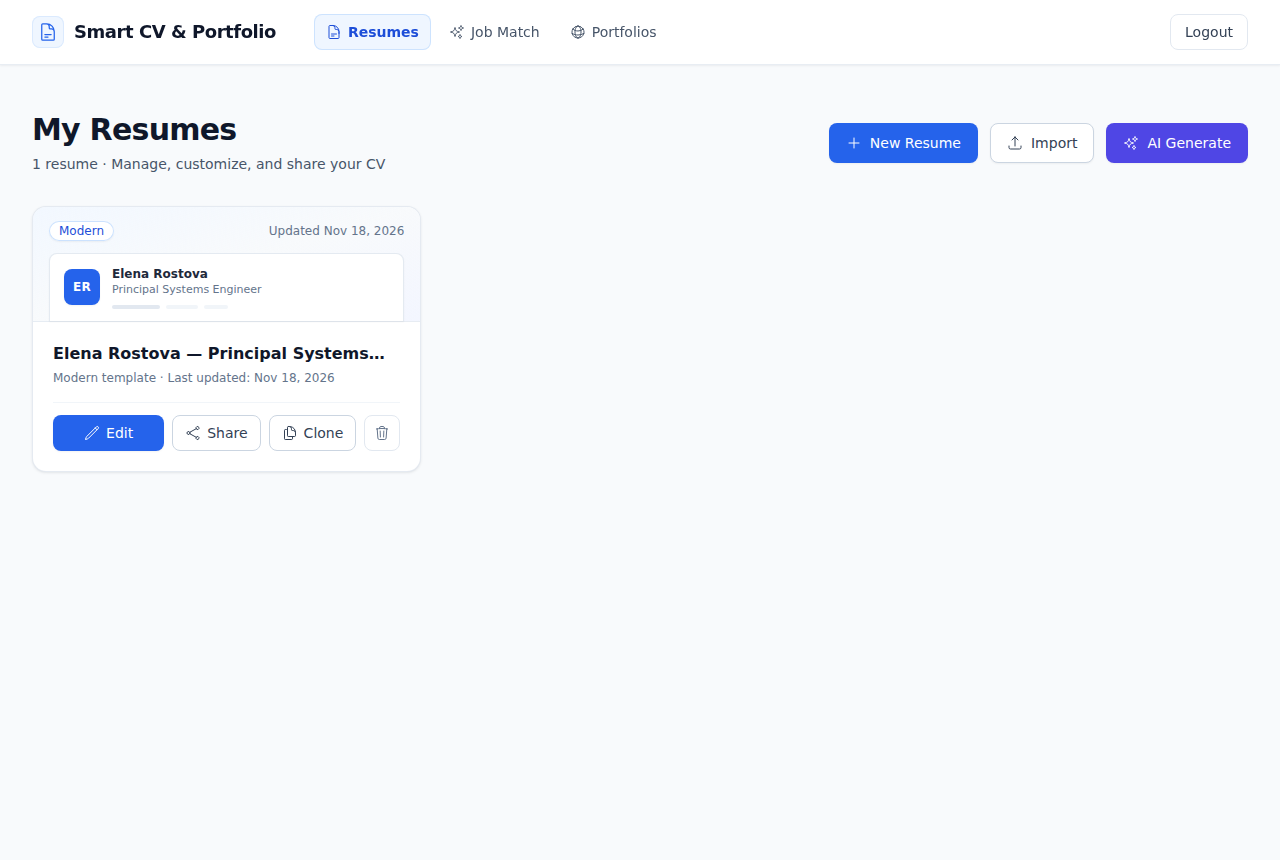 Smart CV & Portfolio
Resumes
Job Match
Portfolios
Logout
My Resumes
1 resume · Manage, customize, and share your CV
New Resume
Import
AI Generate
Modern
Updated Nov 18, 2026
ER
Elena Rostova
Principal Systems Engineer
Elena Rostova — Principal Systems…
Modern template · Last updated: Nov 18, 2026
Edit
Share
Clone